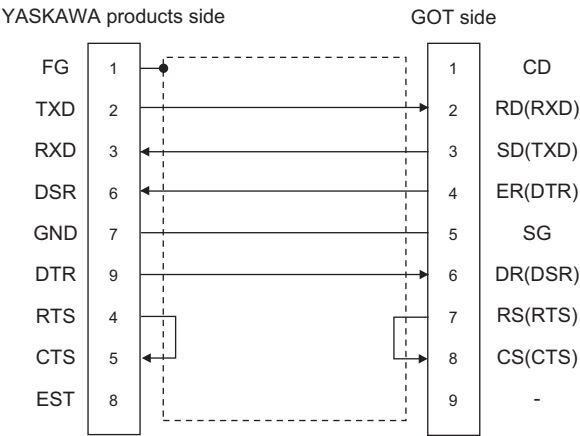 YASKAWA products side GOT side
FG 1 1 CD
TXD 2 2 RD(RXD)
RXD 3 3 SD(TXD)
DSR 6 4 ER(DTR)
GND 7 5 SG
DTR 9 6 DR(DSR)
RTS 4 7 RS(RTS)
CTS 5 8 CS(CTS)
EST 8 9 -